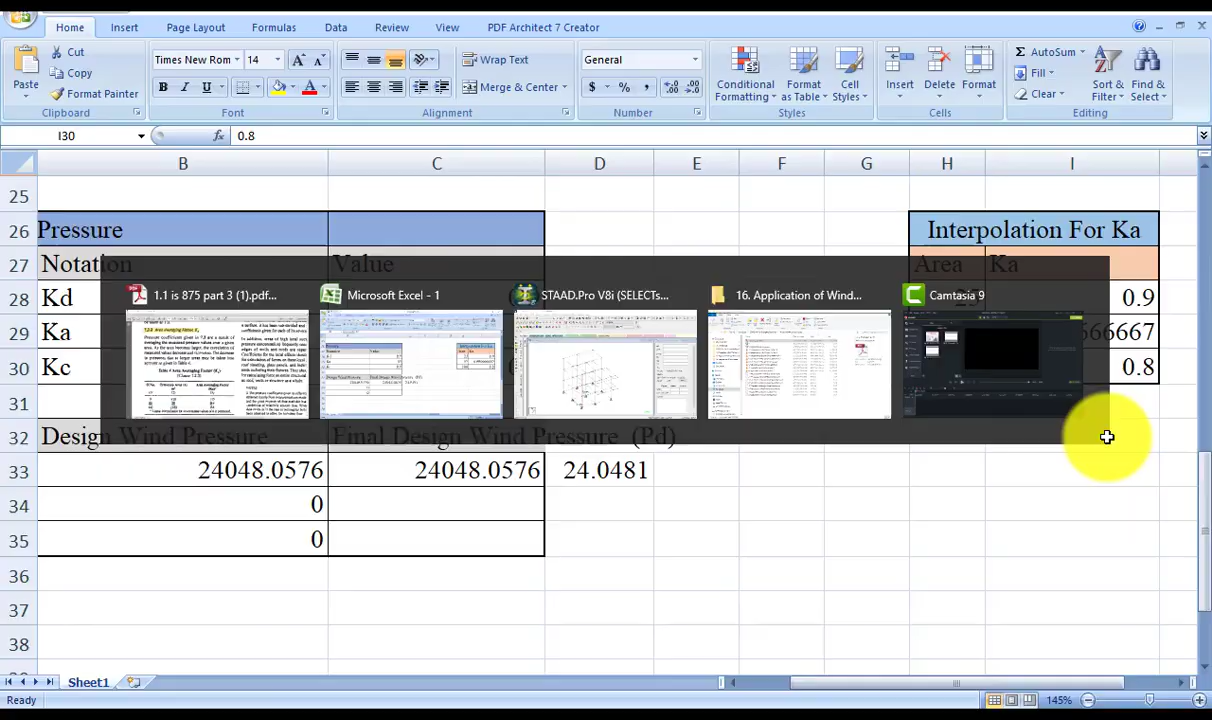 Home Insert Page Layout Formulas Data Review View PDF Architect 7 Creator
Cut
Copy
Format Painter
Paste
Clipboard
Times New Rom 14
B I U
Font
Wrap Text
Merge & Center
Alignment
General
$ % ,
Number
Conditional Formatting
Format as Table
Cell Styles
Styles
Insert Delete Format
Cells
Σ AutoSum
Fill
Clear
Sort & Filter
Find & Select
Editing
I30 fx 0.8
B C D E F G H I
25
26 Pressure Interpolation For Ka
27 Notation Value Area Ka
28 Kd 0.9
29 Ka 66667
30 Kc 0.8
31
32 Design Wind Pressure Final Design Wind Pressure (Pd)
33 24048.0576 24048.0576 24.0481
34 0
35 0
36
37
38
1.1 is 875 part 3 (1).pdf...
Microsoft Excel - 1
STAAD.Pro V8i (SELECTs...
16. Application of Wind...
Camtasia 9
Sheet1
Ready 145%